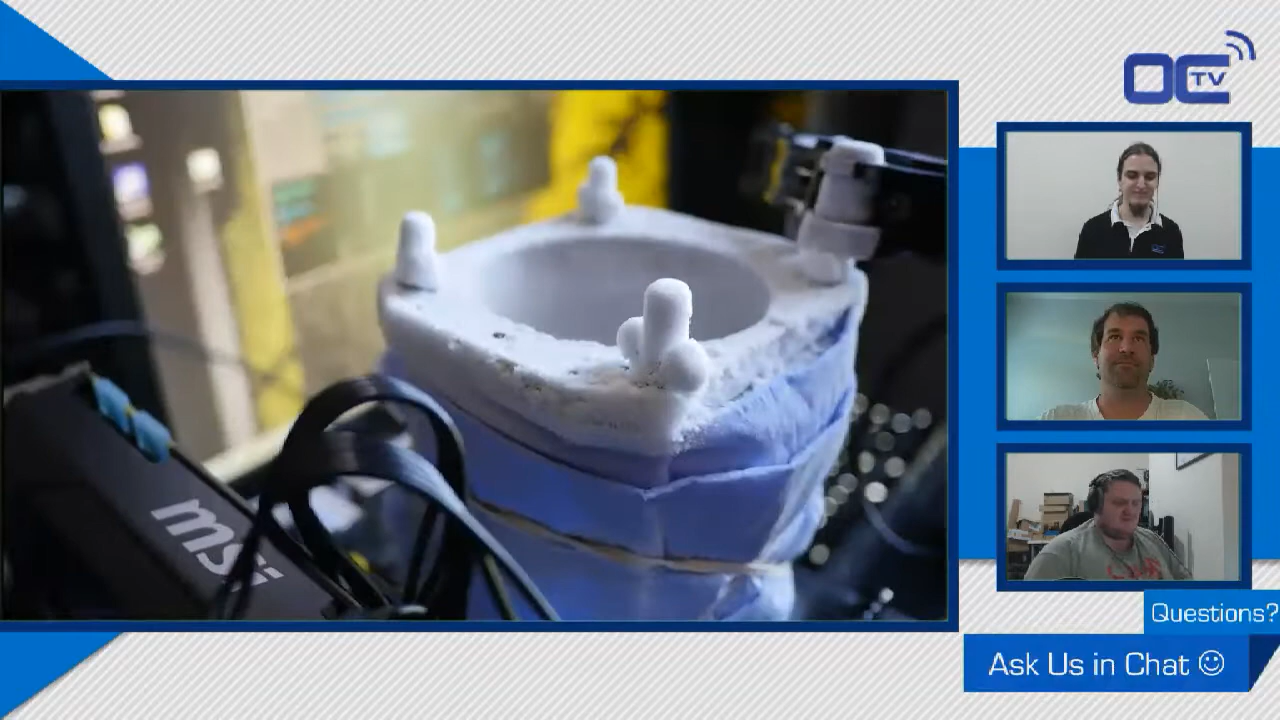 OC
TV
msi
Questions?
Ask Us in Chat ☺